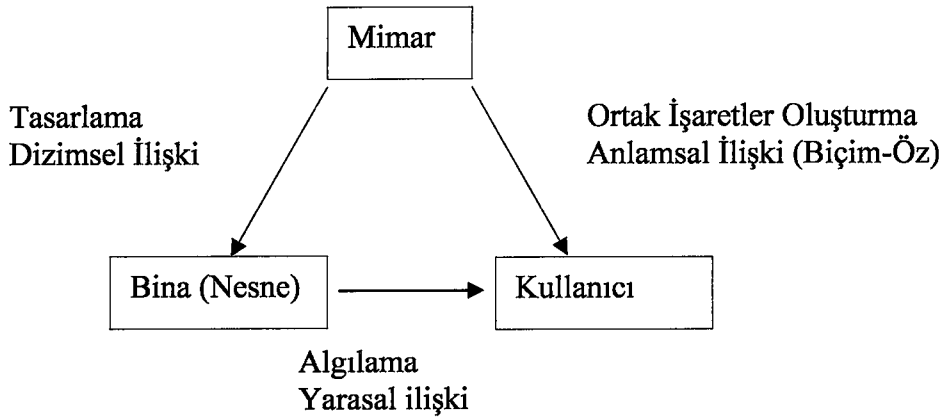 Mimar
Tasarlama
Dizimsel İlişki
Ortak İşaretler Oluşturma
Anlamsal İlişki (Biçim-Öz)
Bina (Nesne)
Kullanıcı
Algılama
Yarasal ilişki